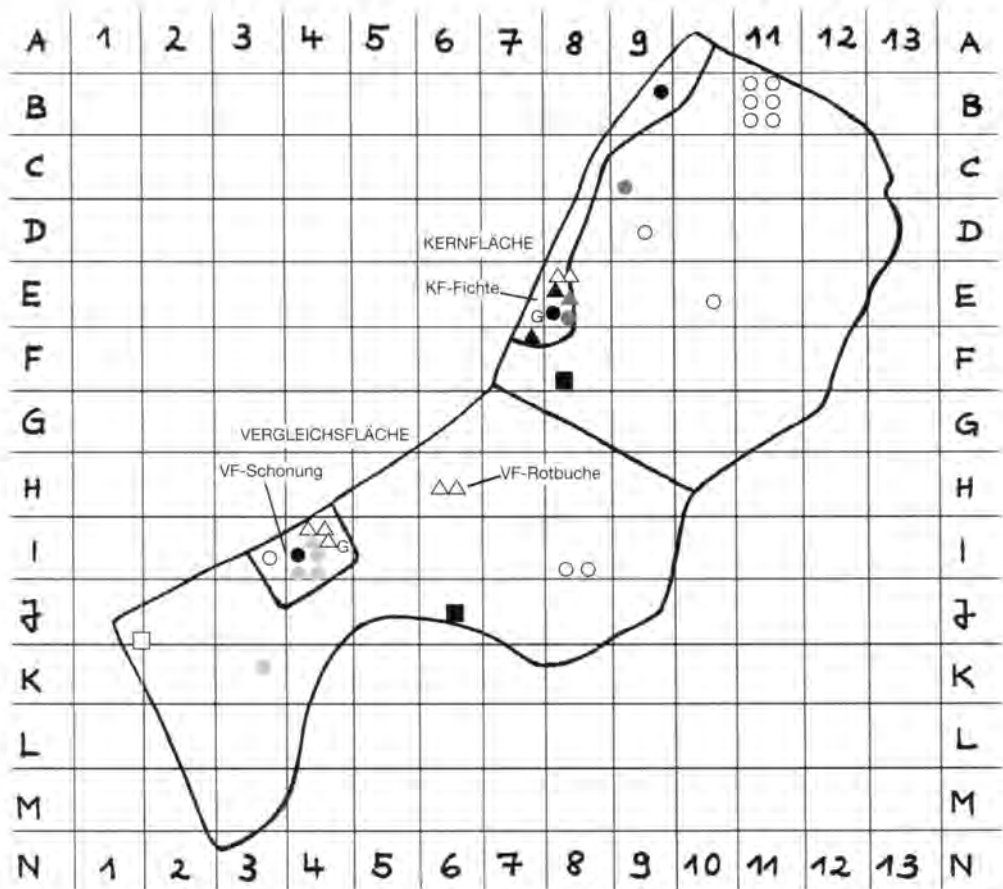 A 1 2 3 4 5 6 7 8 9 11 12 13 A
B B
C C
D D
KERNFLÄCHE
E KF-Fichte E
G
F F
G G
VERGLEICHSFLÄCHE
VF-Schonung
H VF-Rotbuche H
G
I I
J J
K K
L L
M M
N 1 2 3 4 5 6 7 8 9 10 11 12 13 N